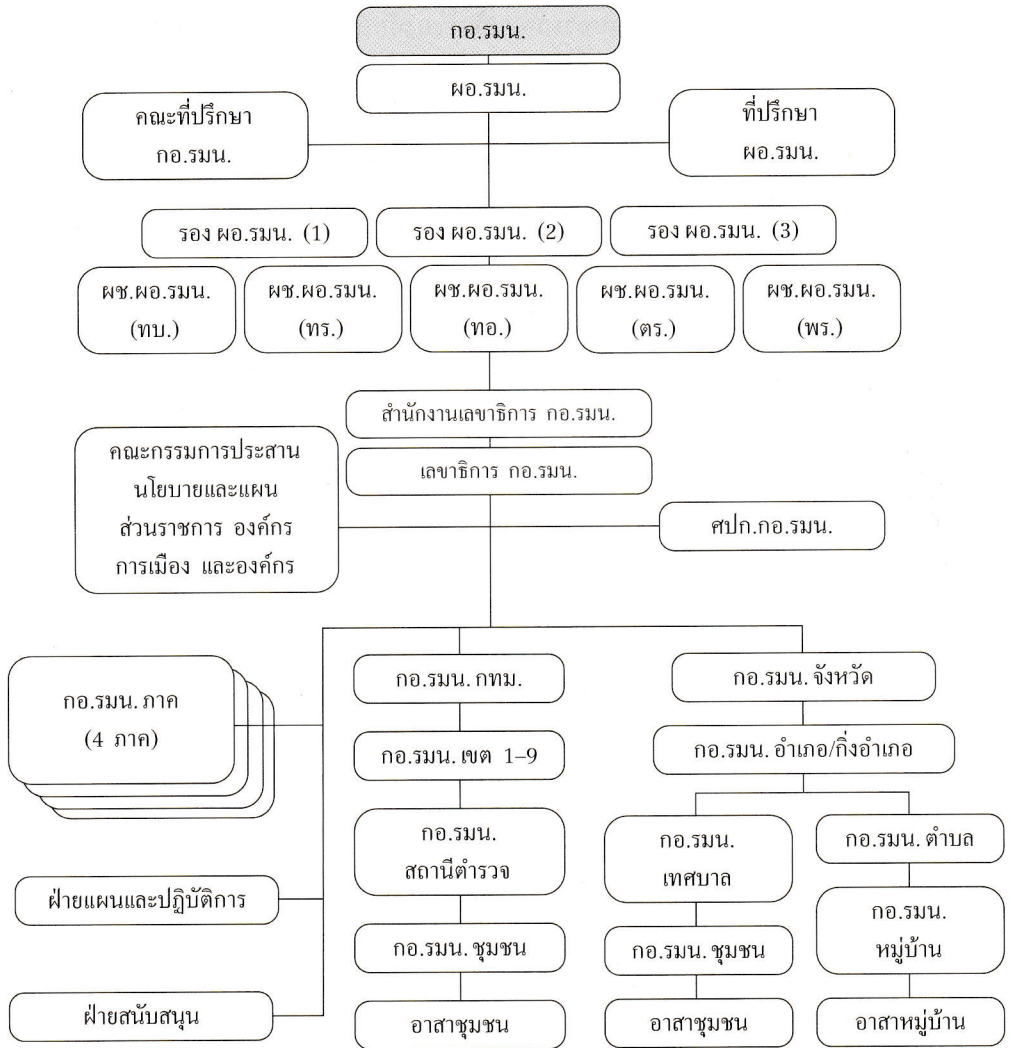 กอ.รมน.
ผอ.รมน.
คณะที่ปรึกษา
กอ.รมน.
ที่ปรึกษา
ผอ.รมน.
รอง ผอ.รมน. (1)
รอง ผอ.รมน. (2)
รอง ผอ.รมน. (3)
ผช.ผอ.รมน.
(ทบ.)
ผช.ผอ.รมน.
(ทร.)
ผช.ผอ.รมน.
(ทอ.)
ผช.ผอ.รมน.
(ตร.)
ผช.ผอ.รมน.
(พร.)
สำนักงานเลขาธิการ กอ.รมน.
เลขาธิการ กอ.รมน.
คณะกรรมการประสาน
นโยบายและแผน
ส่วนราชการ องค์กร
การเมือง และองค์กร
ศปก.กอ.รมน.
กอ.รมน. ภาค
(4 ภาค)
ฝ่ายแผนและปฏิบัติการ
ฝ่ายสนับสนุน
กอ.รมน. กทม.
กอ.รมน. เขต 1–9
กอ.รมน.
สถานีตำรวจ
กอ.รมน. ชุมชน
อาสาชุมชน
กอ.รมน. จังหวัด
กอ.รมน. อำเภอ/กิ่งอำเภอ
กอ.รมน.
เทศบาล
กอ.รมน. ชุมชน
อาสาชุมชน
กอ.รมน. ตำบล
กอ.รมน.
หมู่บ้าน
อาสาหมู่บ้าน